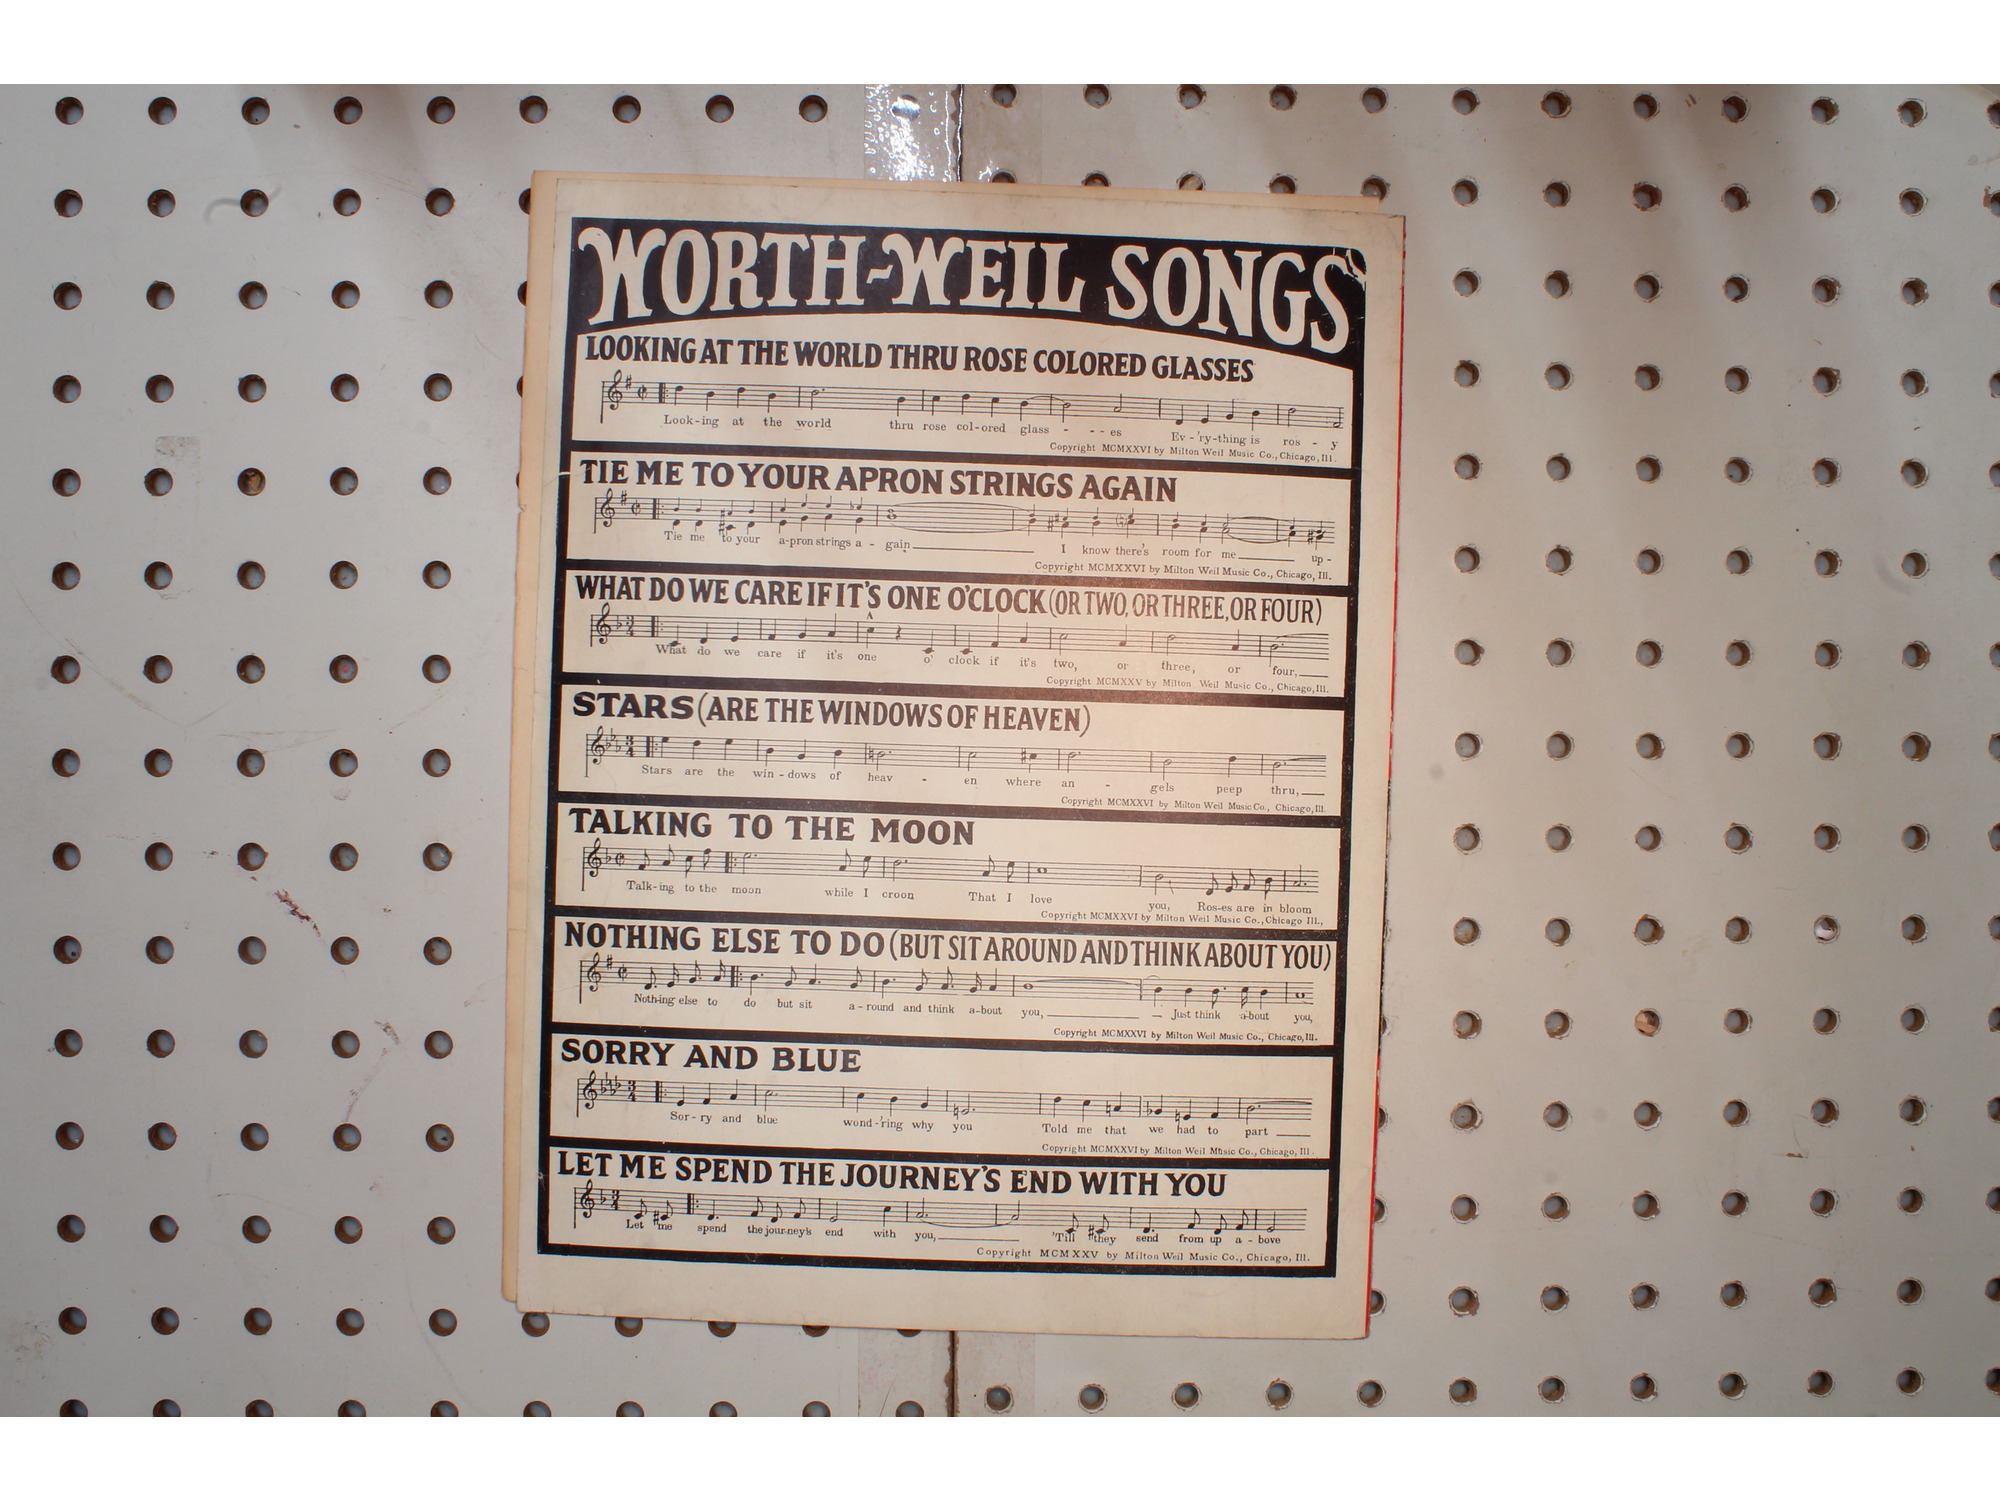 WORTH-WEIL SONGS
LOOKING AT THE WORLD THRU ROSE COLORED GLASSES
Look-ing at the world thru rose col-ored glass - - - es Ev-'ry-thing is ros - y
Copyright MCMXXVI by Milton Weil Music Co., Chicago, Ill.
TIE ME TO YOUR APRON STRINGS AGAIN
Tie me to your a-pron strings a - gain I know there's room for me up-
Copyright MCMXXVI by Milton Weil Music Co., Chicago, Ill.
WHAT DO WE CARE IF IT'S ONE O'CLOCK (OR TWO, OR THREE, OR FOUR)
What do we care if it's one o' clock if it's two, or three, or four,
Copyright MCMXXV by Milton Weil Music Co., Chicago, Ill.
STARS (ARE THE WINDOWS OF HEAVEN)
Stars are the win-dows of heav - en where an - gels peep thru,
Copyright MCMXXVI by Milton Weil Music Co., Chicago, Ill.
TALKING TO THE MOON
Talk-ing to the moon while I croon That I love you, Ros-es are in bloom
Copyright MCMXXVI by Milton Weil Music Co., Chicago Ill.,
NOTHING ELSE TO DO (BUT SIT AROUND AND THINK ABOUT YOU)
Noth-ing else to do but sit a-round and think a-bout you, Just think a-bout you,
Copyright MCMXXVI by Milton Weil Music Co., Chicago, Ill.
SORRY AND BLUE
Sor-ry and blue wond-'ring why you Told me that we had to part
Copyright MCMXXVI by Milton Weil Music Co., Chicago, Ill.
LET ME SPEND THE JOURNEY'S END WITH YOU
Let me spend the jour-ney's end with you, 'Till they send from up a - bove
Copyright MCMXXV by Milton Weil Music Co., Chicago, Ill.